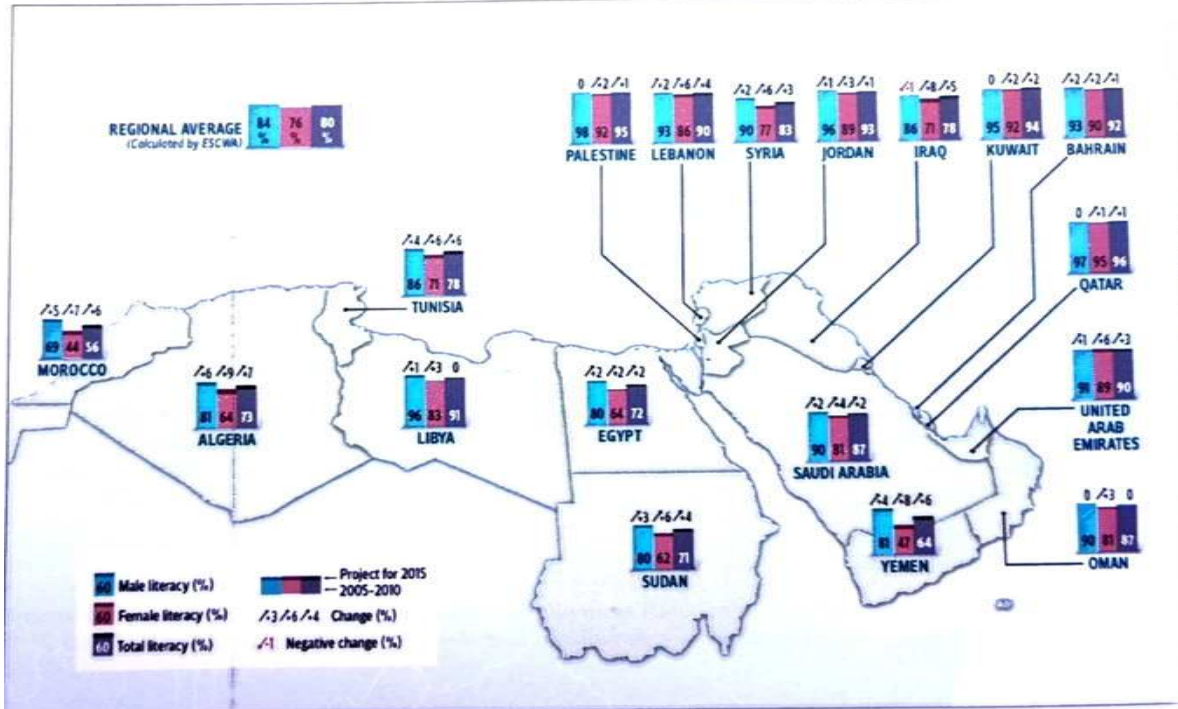 REGIONAL AVERAGE
(Calculated by ESCWA)
84 % 76 % 80 %
0 +2 +1
98 92 95
PALESTINE
+2 +6 +4
93 86 90
LEBANON
+2 +6 +3
90 77 83
SYRIA
+1 +3 +1
96 89 93
JORDAN
-1 +8 +5
86 71 78
IRAQ
0 +2 +2
95 92 94
KUWAIT
+2 +2 +1
93 90 92
BAHRAIN
0 +1 +1
97 95 96
QATAR
+4 +6 +6
86 71 78
TUNISIA
+5 +7 +6
69 44 56
MOROCCO
+6 +9 +7
81 64 73
ALGERIA
+1 +3 0
96 83 91
LIBYA
+2 +2 +2
80 64 72
EGYPT
+2 +4 +2
90 81 87
SAUDI ARABIA
+1 +6 +3
91 89 90
UNITED
ARAB
EMIRATES
+3 +6 +4
80 62 71
SUDAN
+4 +8 +6
81 47 64
YEMEN
0 +3 0
90 81 87
OMAN
60 Male literacy (%)
60 Female literacy (%)
60 Total literacy (%)
Project for 2015
2005-2010
+3 +6 +4 Change (%)
-1 Negative change (%)